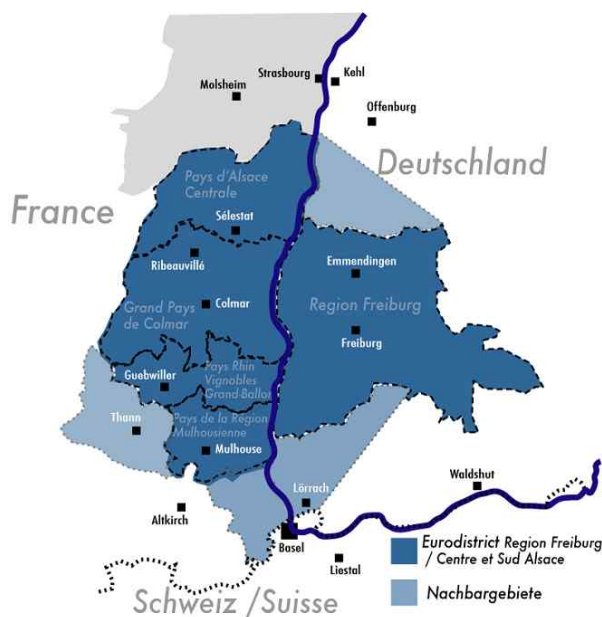 Strasbourg
Kehl
Molsheim
Offenburg
Deutschland
Pays d'Alsace
Centrale
France
Sélestat
Ribeauvillé
Emmendingen
Grand Pays
de Colmar
Colmar
Region Freiburg
Freiburg
Guebwiller
Pays Rhin
Vignobles
Grand-Ballon
Thann
Pays de la Région
Mulhousienne
Mulhouse
Waldshut
Lörrach
Altkirch
Basel
Liestal
Schweiz /Suisse
Eurodistrict Region Freiburg
/ Centre et Sud Alsace
Nachbargebiete